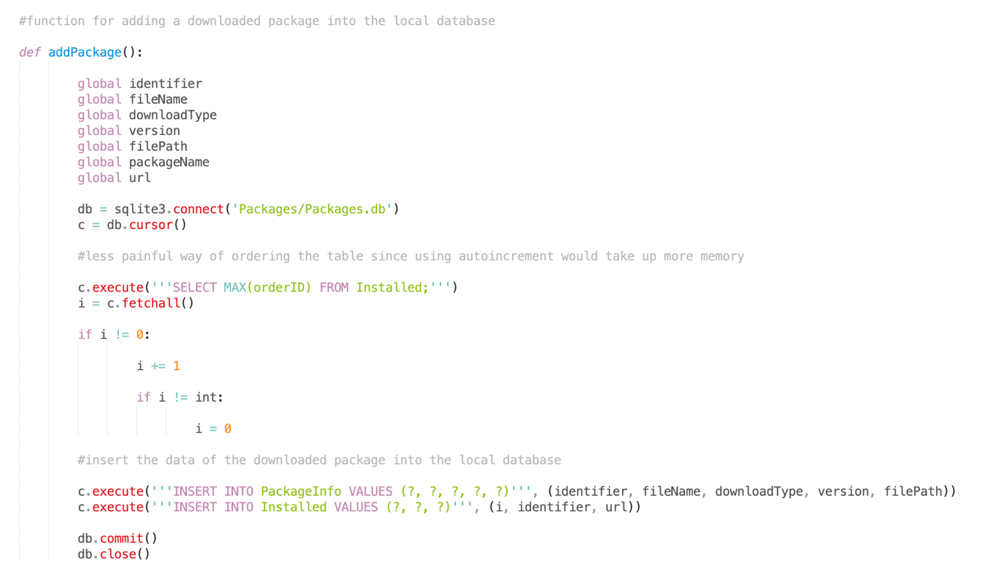 #function for adding a downloaded package into the local database
def addPackage():
global identifier
global fileName
global downloadType
global version
global filePath
global packageName
global url
db = sqlite3.connect('Packages/Packages.db')
c = db.cursor()
#less painful way of ordering the table since using autoincrement would take up more memory
c.execute('''SELECT MAX(orderID) FROM Installed;''')
i = c.fetchall()
if i != 0:
i += 1
if i != int:
i = 0
#insert the data of the downloaded package into the local database
c.execute('''INSERT INTO PackageInfo VALUES (?, ?, ?, ?, ?)''', (identifier, fileName, downloadType, version, filePath))
c.execute('''INSERT INTO Installed VALUES (?, ?, ?)''', (i, identifier, url))
db.commit()
db.close()